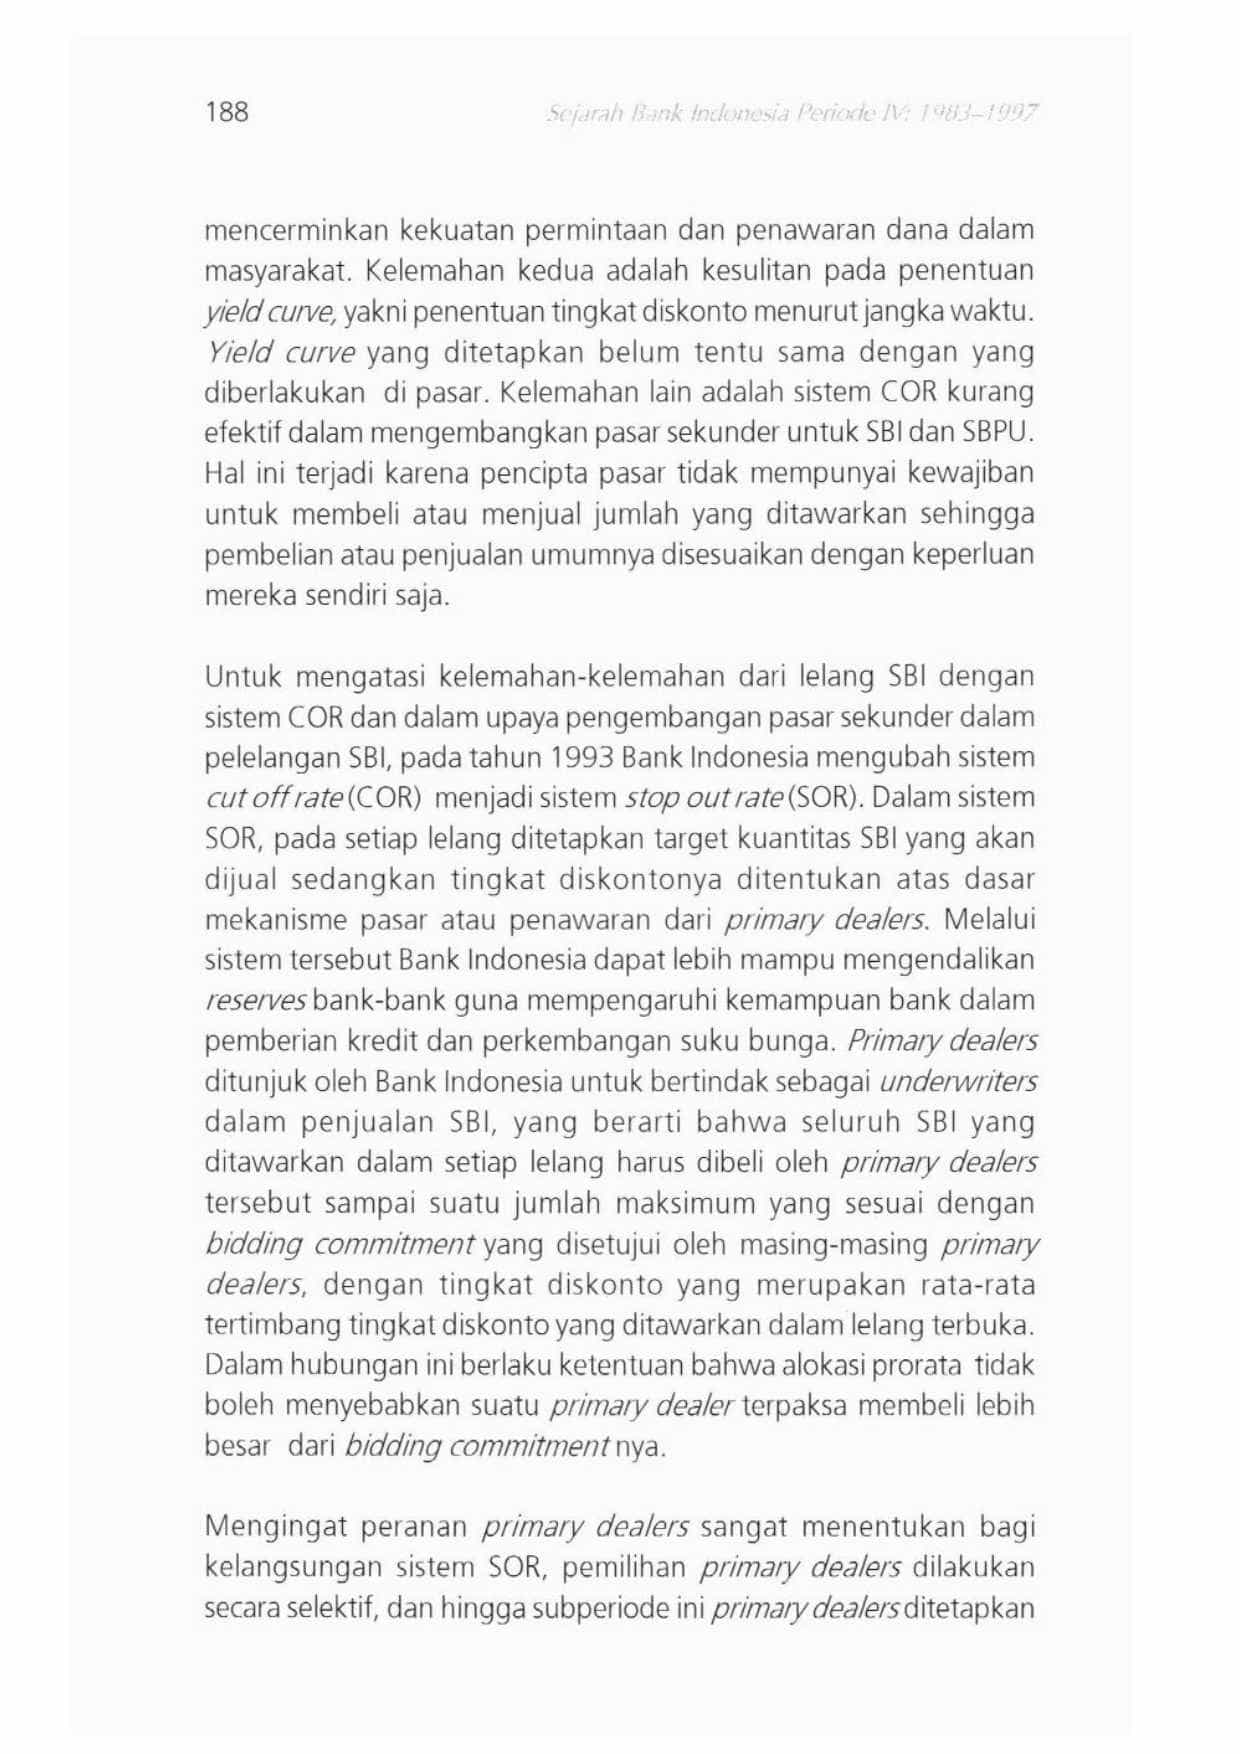 188
Sejarah Bank Indonesia Periode IV: 1983–1997
mencerminkan kekuatan permintaan dan penawaran dana dalam
masyarakat. Kelemahan kedua adalah kesulitan pada penentuan
yield curve, yakni penentuan tingkat diskonto menurut jangka waktu.
Yield curve yang ditetapkan belum tentu sama dengan yang
diberlakukan di pasar. Kelemahan lain adalah sistem COR kurang
efektif dalam mengembangkan pasar sekunder untuk SBI dan SBPU.
Hal ini terjadi karena pencipta pasar tidak mempunyai kewajiban
untuk membeli atau menjual jumlah yang ditawarkan sehingga
pembelian atau penjualan umumnya disesuaikan dengan keperluan
mereka sendiri saja.
Untuk mengatasi kelemahan-kelemahan dari lelang SBI dengan
sistem COR dan dalam upaya pengembangan pasar sekunder dalam
pelelangan SBI, pada tahun 1993 Bank Indonesia mengubah sistem
cut off rate (COR) menjadi sistem stop out rate (SOR). Dalam sistem
SOR, pada setiap lelang ditetapkan target kuantitas SBI yang akan
dijual sedangkan tingkat diskontonya ditentukan atas dasar
mekanisme pasar atau penawaran dari primary dealers. Melalui
sistem tersebut Bank Indonesia dapat lebih mampu mengendalikan
reserves bank-bank guna mempengaruhi kemampuan bank dalam
pemberian kredit dan perkembangan suku bunga. Primary dealers
ditunjuk oleh Bank Indonesia untuk bertindak sebagai underwriters
dalam penjualan SBI, yang berarti bahwa seluruh SBI yang
ditawarkan dalam setiap lelang harus dibeli oleh primary dealers
tersebut sampai suatu jumlah maksimum yang sesuai dengan
bidding commitment yang disetujui oleh masing-masing primary
dealers, dengan tingkat diskonto yang merupakan rata-rata
tertimbang tingkat diskonto yang ditawarkan dalam lelang terbuka.
Dalam hubungan ini berlaku ketentuan bahwa alokasi prorata tidak
boleh menyebabkan suatu primary dealer terpaksa membeli lebih
besar dari bidding commitment nya.
Mengingat peranan primary dealers sangat menentukan bagi
kelangsungan sistem SOR, pemilihan primary dealers dilakukan
secara selektif, dan hingga subperiode ini primary dealers ditetapkan